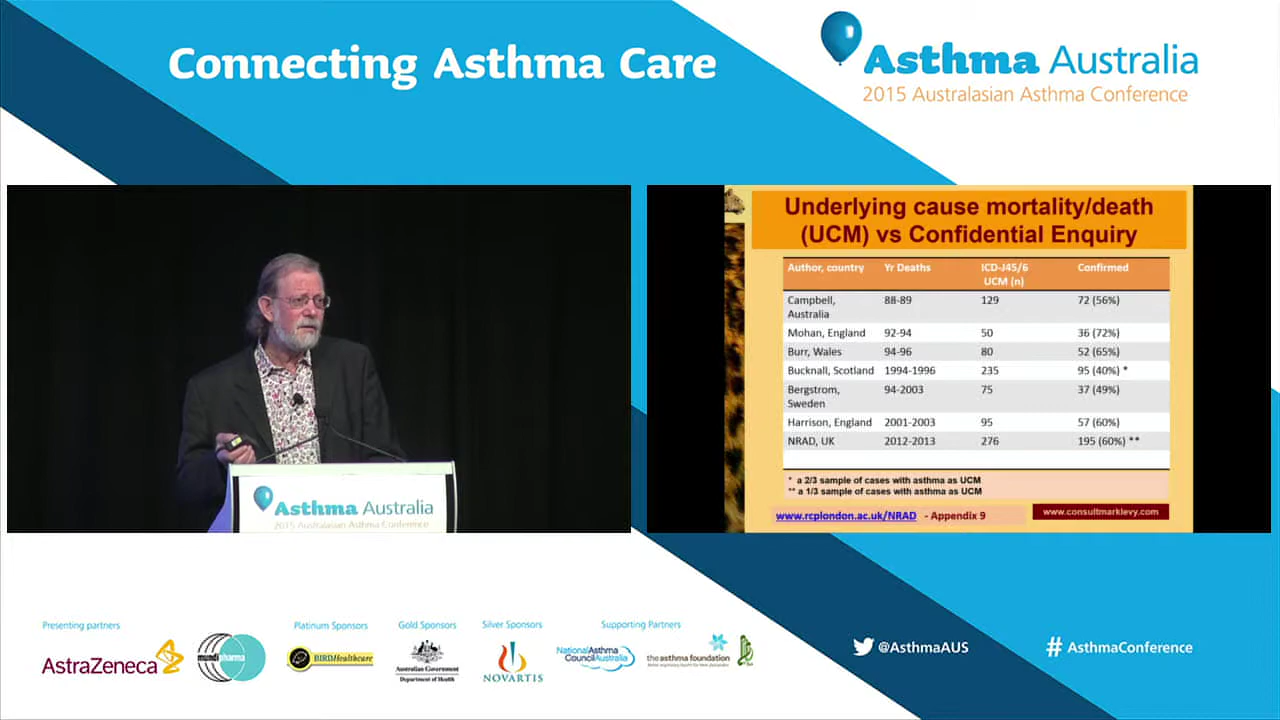 Connecting Asthma Care
Asthma Australia
2015 Australasian Asthma Conference
Asthma Australia
2015 Australasian Asthma Conference
Underlying cause mortality/death
(UCM) vs Confidential Enquiry
Author, country Yr Deaths ICD-J45/6 UCM (n) Confirmed
Campbell, Australia 88-89 129 72 (56%)
Mohan, England 92-94 50 36 (72%)
Burr, Wales 94-96 80 52 (65%)
Bucknall, Scotland 1994-1996 235 95 (40%) *
Bergstrom, Sweden 94-2003 75 37 (49%)
Harrison, England 2001-2003 95 57 (60%)
NRAD, UK 2012-2013 276 195 (60%) **
* a 2/3 sample of cases with asthma as UCM
** a 1/3 sample of cases with asthma as UCM
www.rcplondon.ac.uk/NRAD - Appendix 9
www.consultmarklevy.com
Presenting partners
Platinum Sponsors
Gold Sponsors
Silver Sponsors
Supporting Partners
AstraZeneca
mundipharma
BIRDHealthcare
Australian Government
Department of Health
NOVARTIS
NationalAsthma
CouncilAustralia
the asthma foundation
@AsthmaAUS
# AsthmaConference